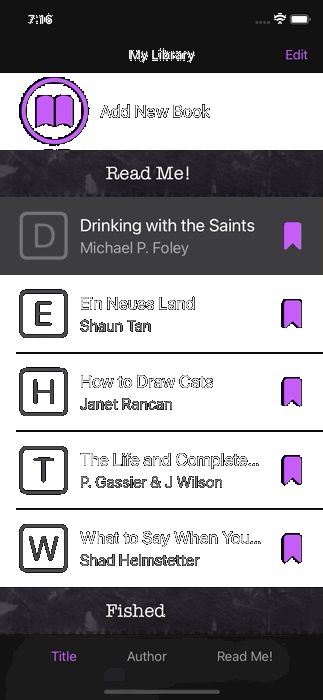 7:16
My Library
Edit
Add New Book
Read Me!
D
Drinking with the Saints
Michael P. Foley
E
Ein Neues Land
Shaun Tan
H
How to Draw Cats
Janet Rancan
T
The Life and Complete...
P. Gassier & J Wilson
W
What to Say When You...
Shad Helmstetter
Fished
Title
Author
Read Me!